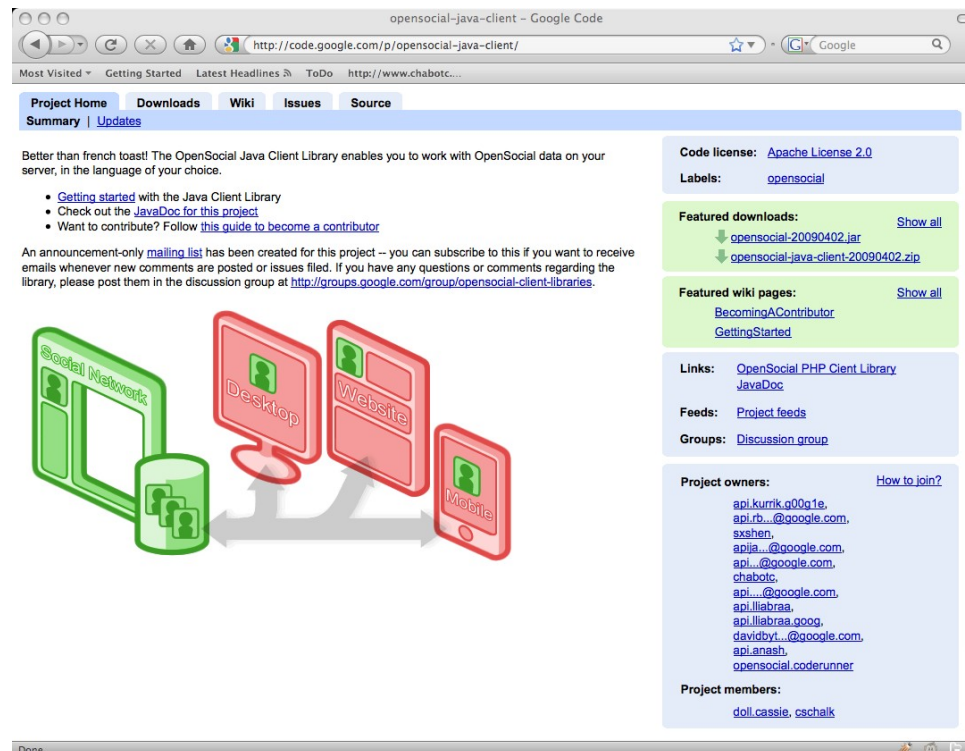 opensocial-java-client – Google Code
http://code.google.com/p/opensocial-java-client/
Google
Most Visited Getting Started Latest Headlines ToDo http://www.chabotc....
Project Home Downloads Wiki Issues Source
Summary | Updates
Better than french toast! The OpenSocial Java Client Library enables you to work with OpenSocial data on your
server, in the language of your choice.
• Getting started with the Java Client Library
• Check out the JavaDoc for this project
• Want to contribute? Follow this guide to become a contributor
An announcement-only mailing list has been created for this project -- you can subscribe to this if you want to receive
emails whenever new comments are posted or issues filed. If you have any questions or comments regarding the
library, please post them in the discussion group at http://groups.google.com/group/opensocial-client-libraries.
Social Network
Desktop
Website
Mobile
Code license: Apache License 2.0
Labels: opensocial
Featured downloads: Show all
opensocial-20090402.jar
opensocial-java-client-20090402.zip
Featured wiki pages: Show all
BecomingAContributor
GettingStarted
Links: OpenSocial PHP Cient Library
JavaDoc
Feeds: Project feeds
Groups: Discussion group
Project owners: How to join?
api.kurrik.g00g1e,
api.rb...@google.com,
sxshen,
apija...@google.com,
api...@google.com,
chabotc,
api....@google.com,
api.lliabraa,
api.lliabraa.goog,
davidbyt...@google.com,
api.anash,
opensocial.coderunner
Project members:
doll.cassie, cschalk
Done